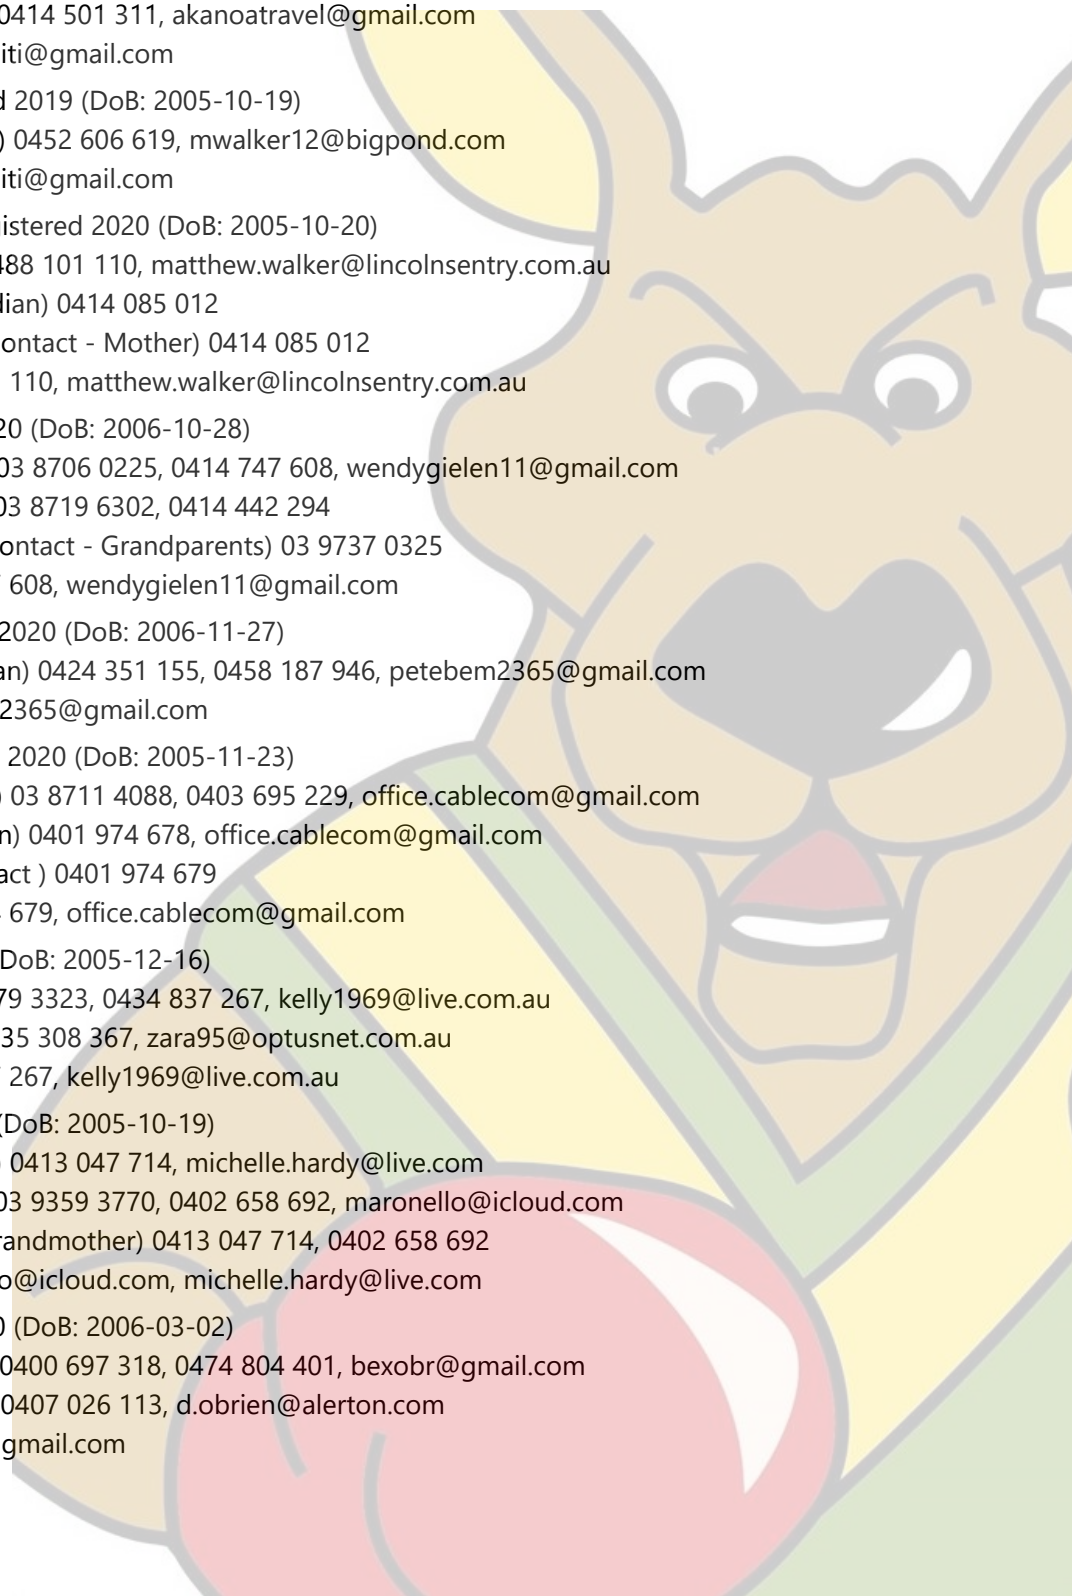 0414 501 311, akanoatravel@gmail.com
iti@gmail.com
d 2019 (DoB: 2005-10-19)
) 0452 606 619, mwalker12@bigpond.com
iti@gmail.com
istered 2020 (DoB: 2005-10-20)
488 101 110, matthew.walker@lincolnsentry.com.au
dian) 0414 085 012
ontact - Mother) 0414 085 012
110, matthew.walker@lincolnsentry.com.au
20 (DoB: 2006-10-28)
03 8706 0225, 0414 747 608, wendygielen11@gmail.com
03 8719 6302, 0414 442 294
ontact - Grandparents) 03 9737 0325
608, wendygielen11@gmail.com
2020 (DoB: 2006-11-27)
an) 0424 351 155, 0458 187 946, petebem2365@gmail.com
2365@gmail.com
2020 (DoB: 2005-11-23)
) 03 8711 4088, 0403 695 229, office.cablecom@gmail.com
n) 0401 974 678, office.cablecom@gmail.com
act ) 0401 974 679
679, office.cablecom@gmail.com
DoB: 2005-12-16)
79 3323, 0434 837 267, kelly1969@live.com.au
35 308 367, zara95@optusnet.com.au
267, kelly1969@live.com.au
(DoB: 2005-10-19)
0413 047 714, michelle.hardy@live.com
03 9359 3770, 0402 658 692, maronello@icloud.com
randmother) 0413 047 714, 0402 658 692
o@icloud.com, michelle.hardy@live.com
0 (DoB: 2006-03-02)
0400 697 318, 0474 804 401, bexobr@gmail.com
0407 026 113, d.obrien@alerton.com
gmail.com